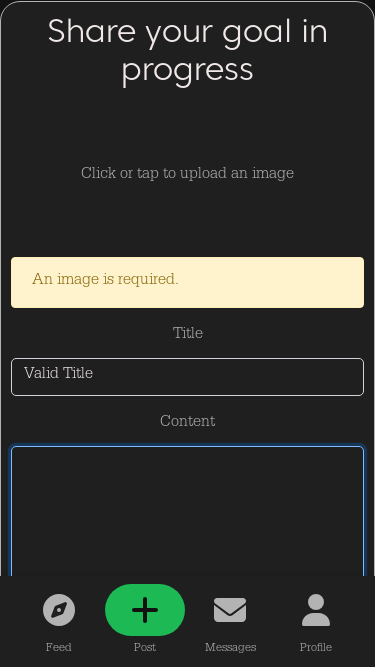 Share your goal in
progress
Click or tap to upload an image
An image is required.
Title
Valid Title
Content
Feed
Post
Messages
Profile